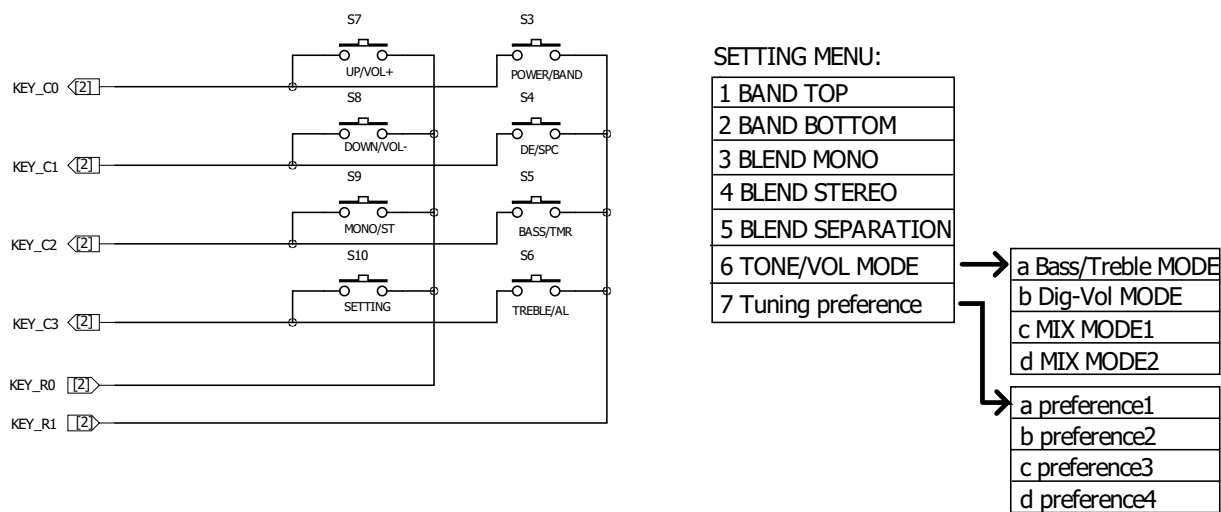 S7
S3
UP/VOL+
POWER/BAND
KEY_C0 [2]
S8
S4
DOWN/VOL-
DE/SPC
KEY_C1 [2]
S9
S5
MONO/ST
BASS/TMR
KEY_C2 [2]
S10
S6
SETTING
TREBLE/AL
KEY_C3 [2]
KEY_R0 [2]
KEY_R1 [2]
SETTING MENU:
1 BAND TOP
2 BAND BOTTOM
3 BLEND MONO
4 BLEND STEREO
5 BLEND SEPARATION
6 TONE/VOL MODE
7 Tuning preference
a Bass/Treble MODE
b Dig-Vol MODE
c MIX MODE1
d MIX MODE2
a preference1
b preference2
c preference3
d preference4